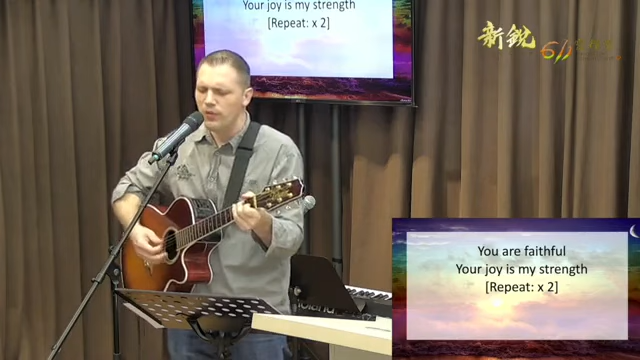 Your joy is my strength
[Repeat: x 2]
新銳
611
You are faithful
Your joy is my strength
[Repeat: x 2]
Roland